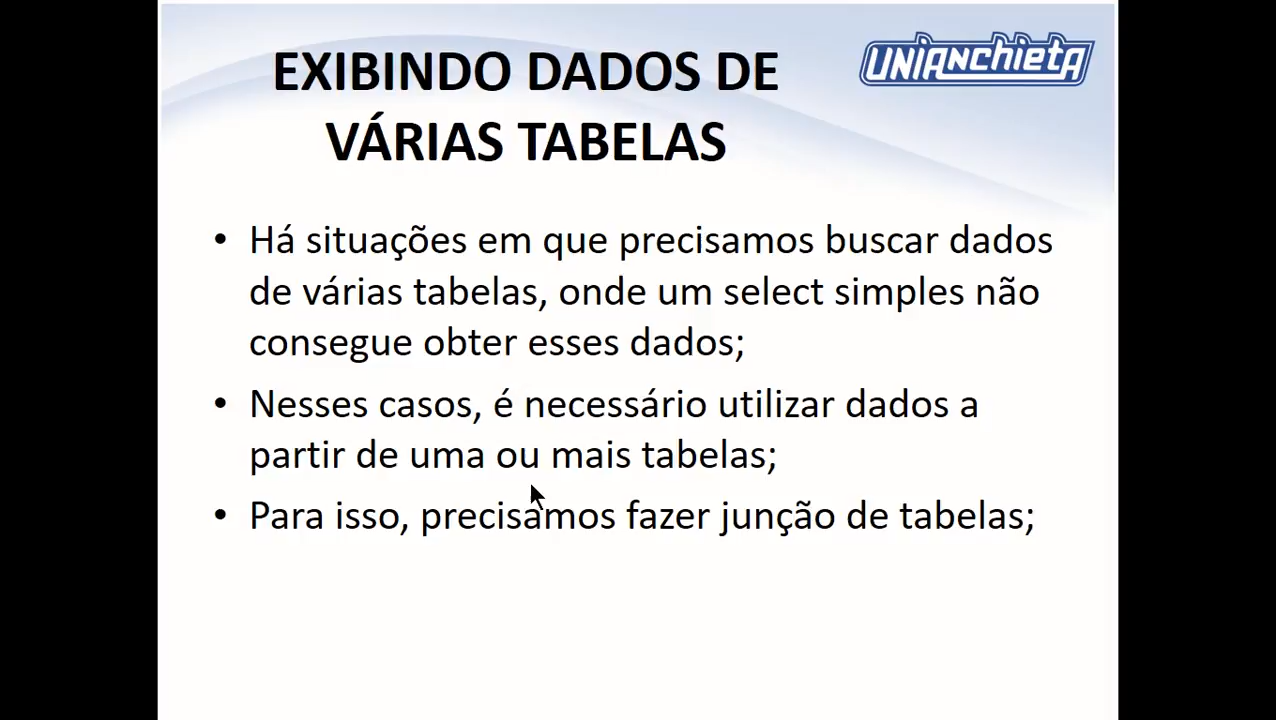 EXIBINDO DADOS DE
VÁRIAS TABELAS
UNIANCHIETA
• Há situações em que precisamos buscar dados
de várias tabelas, onde um select simples não
consegue obter esses dados;
• Nesses casos, é necessário utilizar dados a
partir de uma ou mais tabelas;
• Para isso, precisamos fazer junção de tabelas;